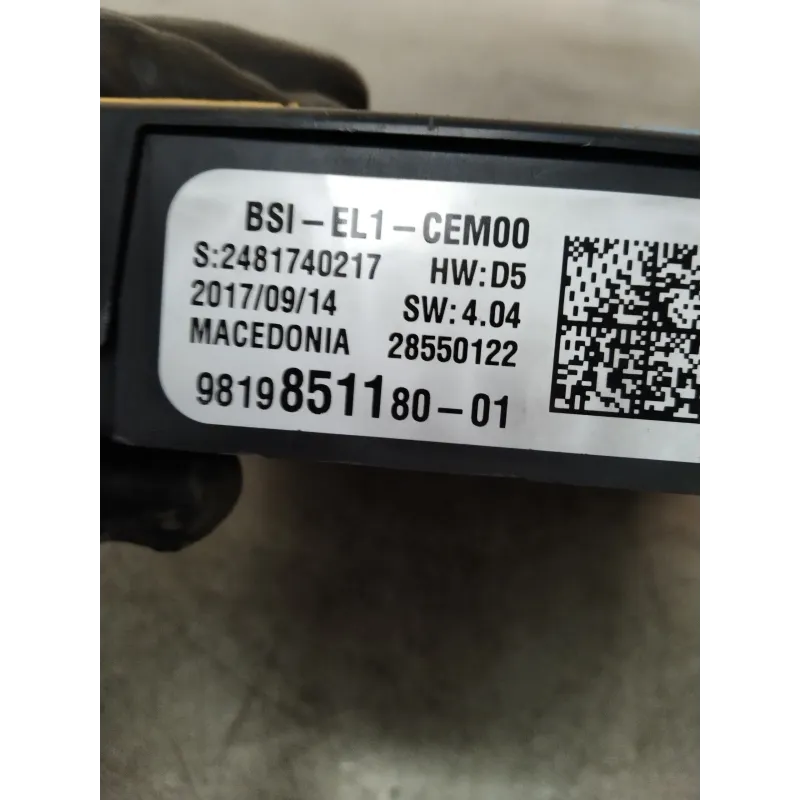 BSI-EL1-CEM00
S:2481740217 HW:D5
2017/09/14 SW:4.04
MACEDONIA 28550122
9819851180-01